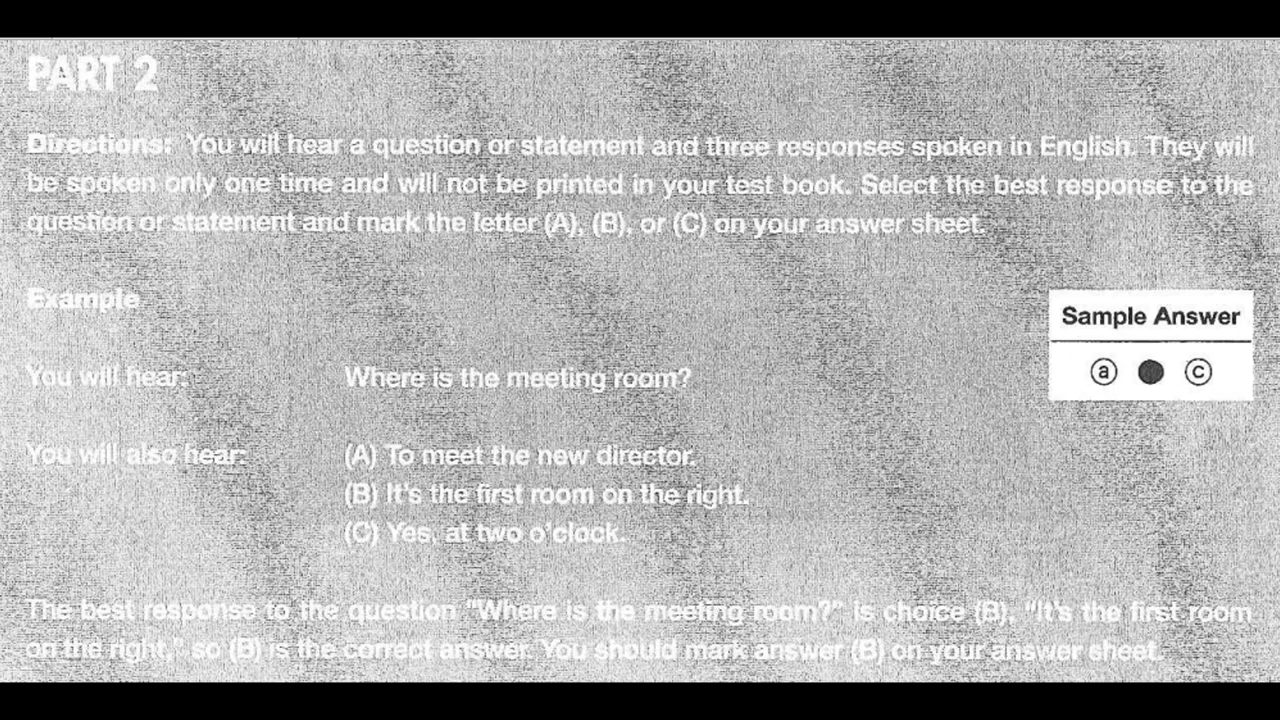 PART 2
Directions: You will hear a question or statement and three responses spoken in English. They will
be spoken only one time and will not be printed in your test book. Select the best response to the
question or statement and mark the letter (A), (B), or (C) on your answer sheet.
Example
Sample Answer
a c
You will hear: Where is the meeting room?
You will also hear: (A) To meet the new director.
(B) It's the first room on the right.
(C) Yes, at two o'clock.
The best response to the question "Where is the meeting room?" is choice (B), "It's the first room
on the right," so (B) is the correct answer. You should mark answer (B) on your answer sheet.